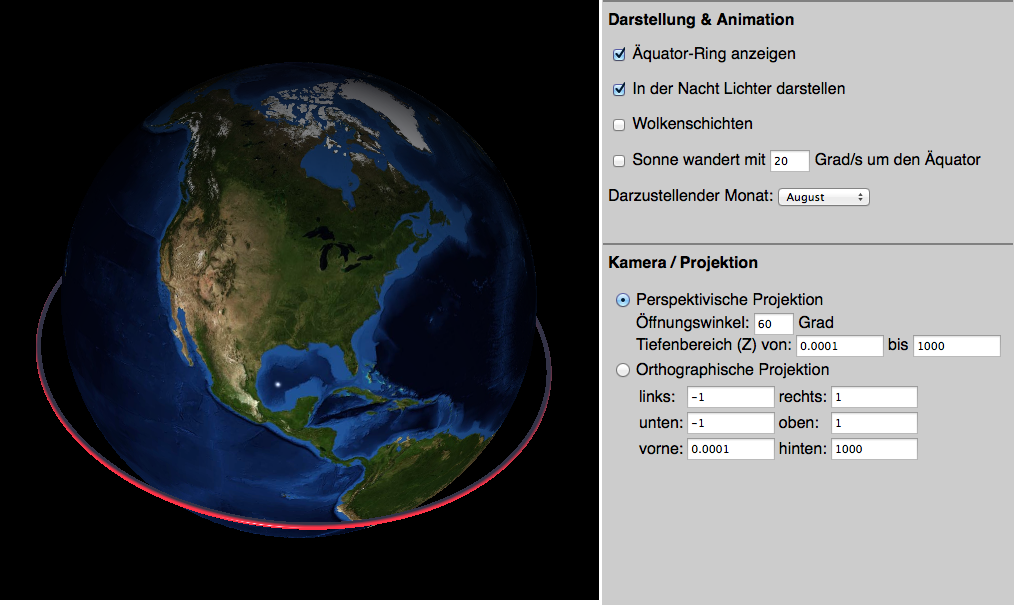 Darstellung & Animation
Äquator-Ring anzeigen
In der Nacht Lichter darstellen
Wolkenschichten
Sonne wandert mit 20 Grad/s um den Äquator
Darzustellender Monat: August
Kamera / Projektion
Perspektivische Projektion
Öffnungswinkel: 60 Grad
Tiefenbereich (Z) von: 0.0001 bis 1000
Orthographische Projektion
links: -1 rechts: 1
unten: -1 oben: 1
vorne: 0.0001 hinten: 1000